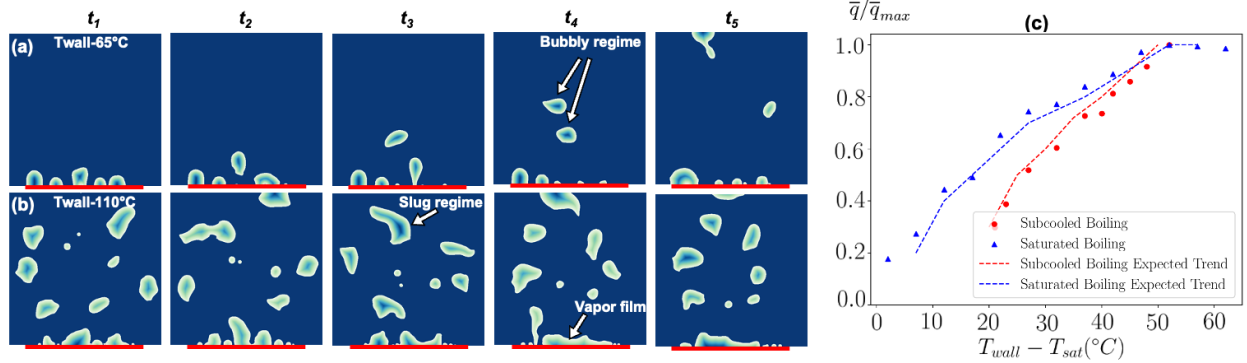 t1 t2 t3 t4 t5
(a) Twall-65°C
Bubbly regime
(b) Twall-110°C
Slug regime
Vapor film
q̅/q̅max
(c)
1.0
0.8
0.6
0.4
0.2
0.0
0 10 20 30 40 50 60
Twall − Tsat(°C)
Subcooled Boiling
Saturated Boiling
Subcooled Boiling Expected Trend
Saturated Boiling Expected Trend